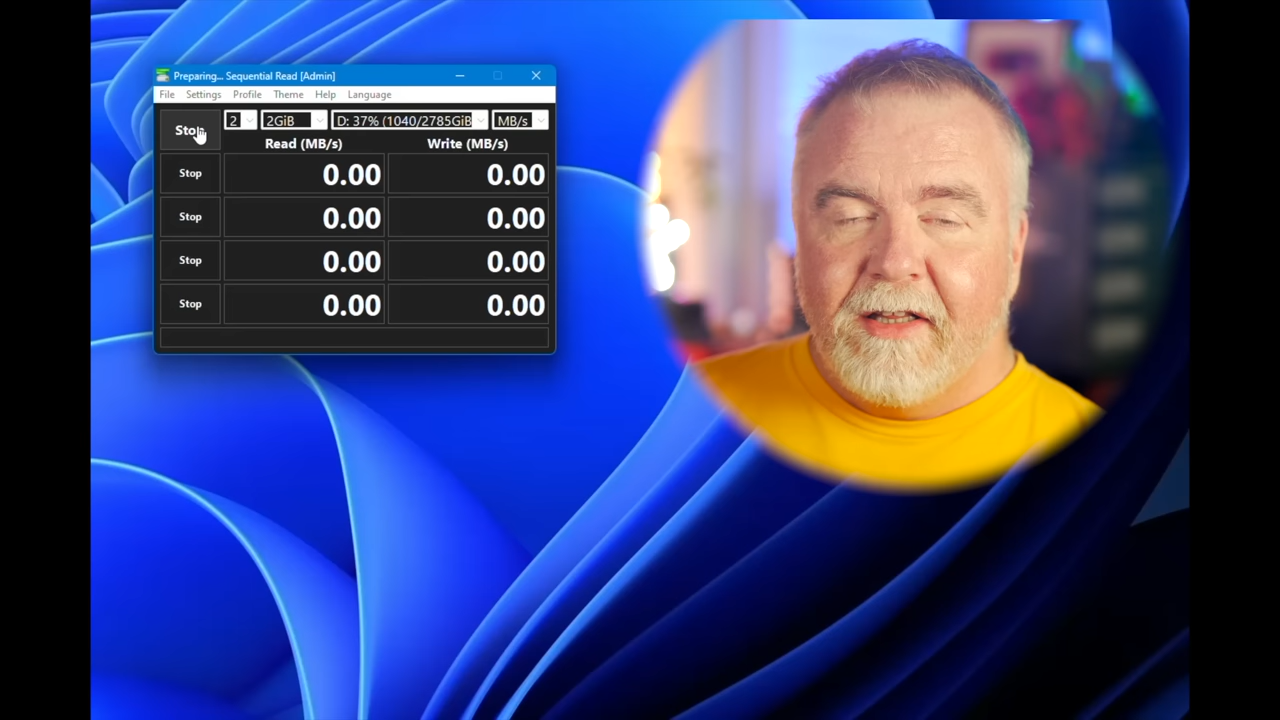 Preparing... Sequential Read [Admin]
File Settings Profile Theme Help Language
Stop 2 2GiB D: 37% (1040/2785GiB MB/s
Read (MB/s) Write (MB/s)
Stop 0.00 0.00
Stop 0.00 0.00
Stop 0.00 0.00
Stop 0.00 0.00